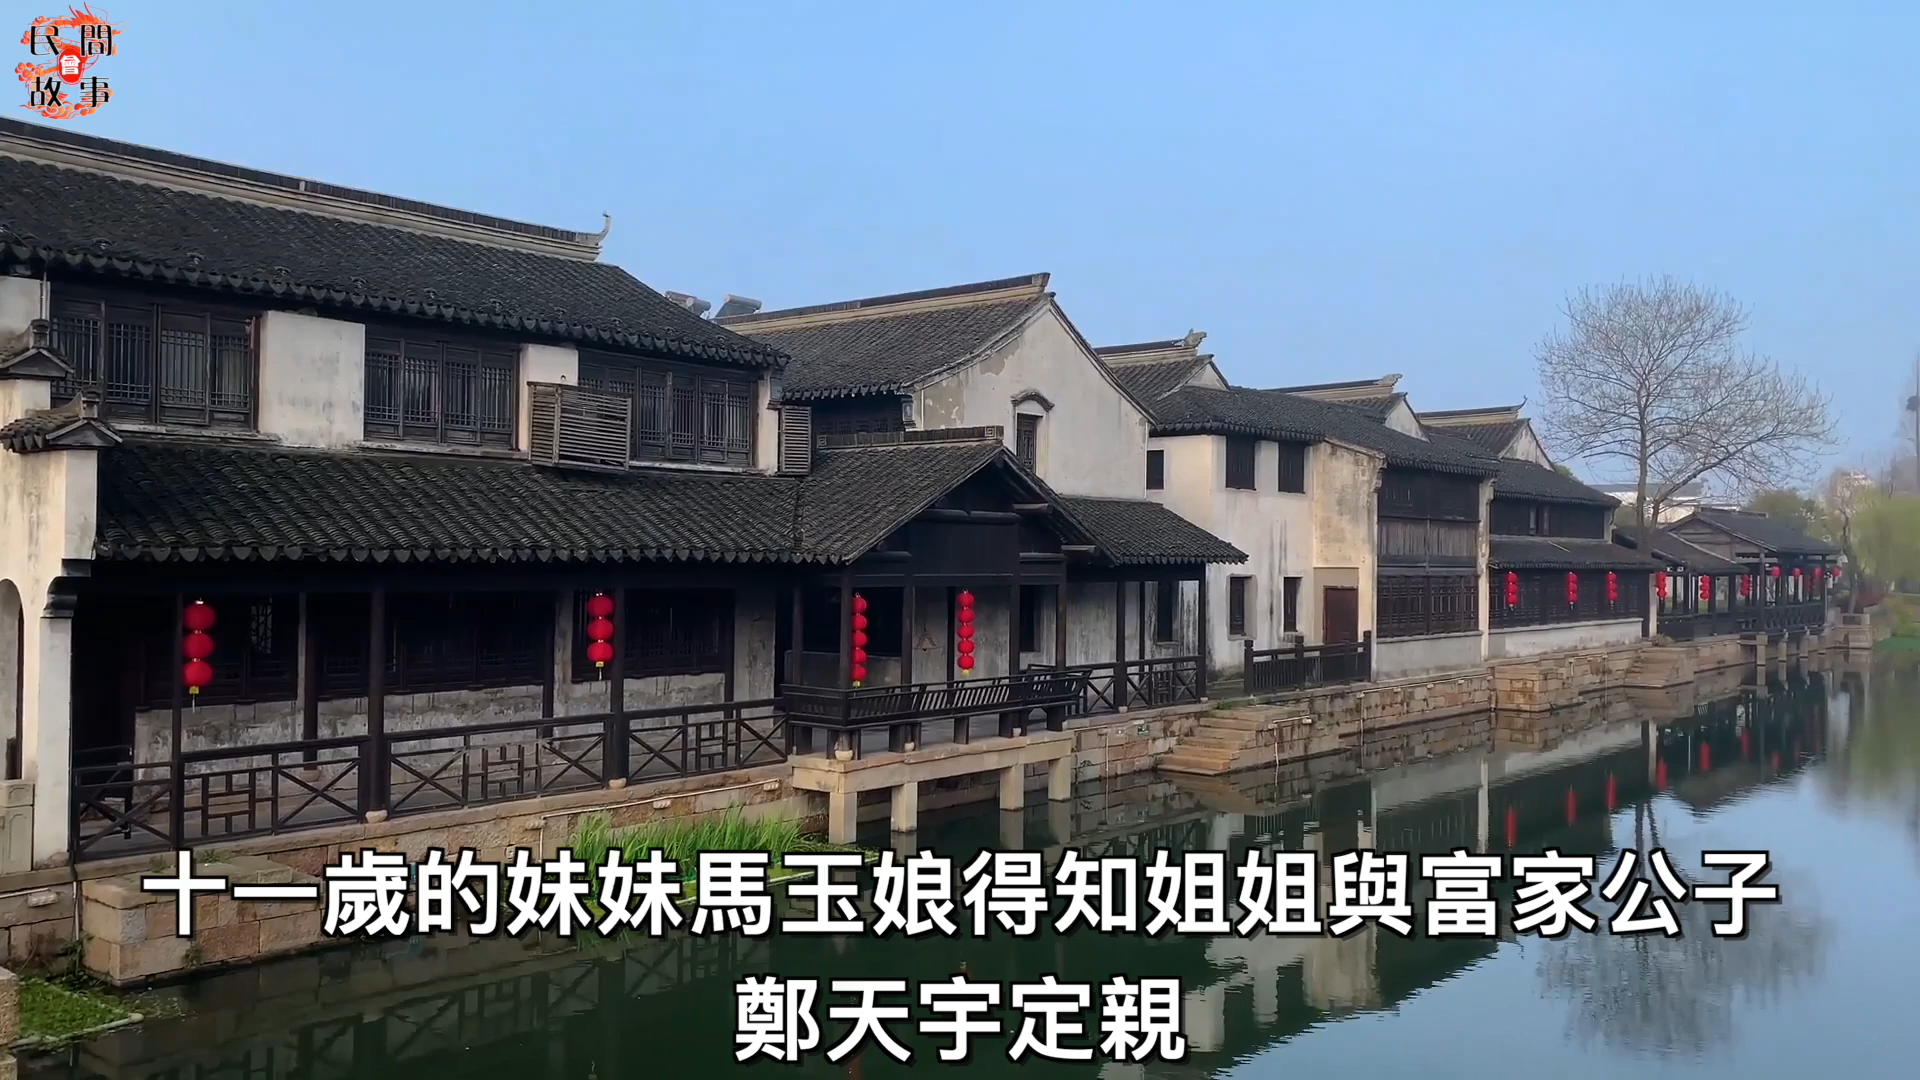 民間
會
故事
十一歲的妹妹馬玉娘得知姐姐與富家公子
鄭天宇定親